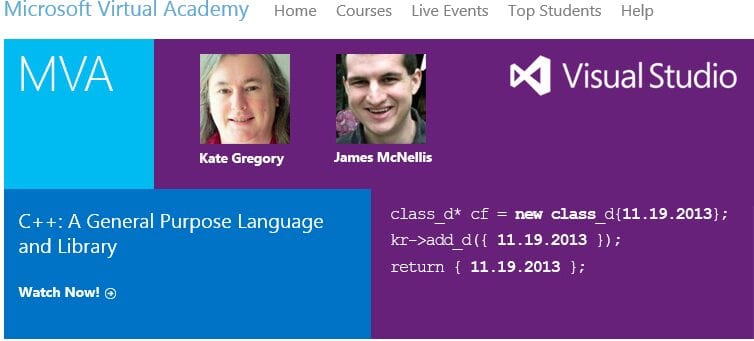 Microsoft Virtual Academy Home Courses Live Events Top Students Help
MVA
Visual Studio
Kate Gregory James McNellis
C++: A General Purpose Language
and Library
Watch Now!
class_d* cf = new class_d{11.19.2013};
kr->add_d({ 11.19.2013 });
return { 11.19.2013 };